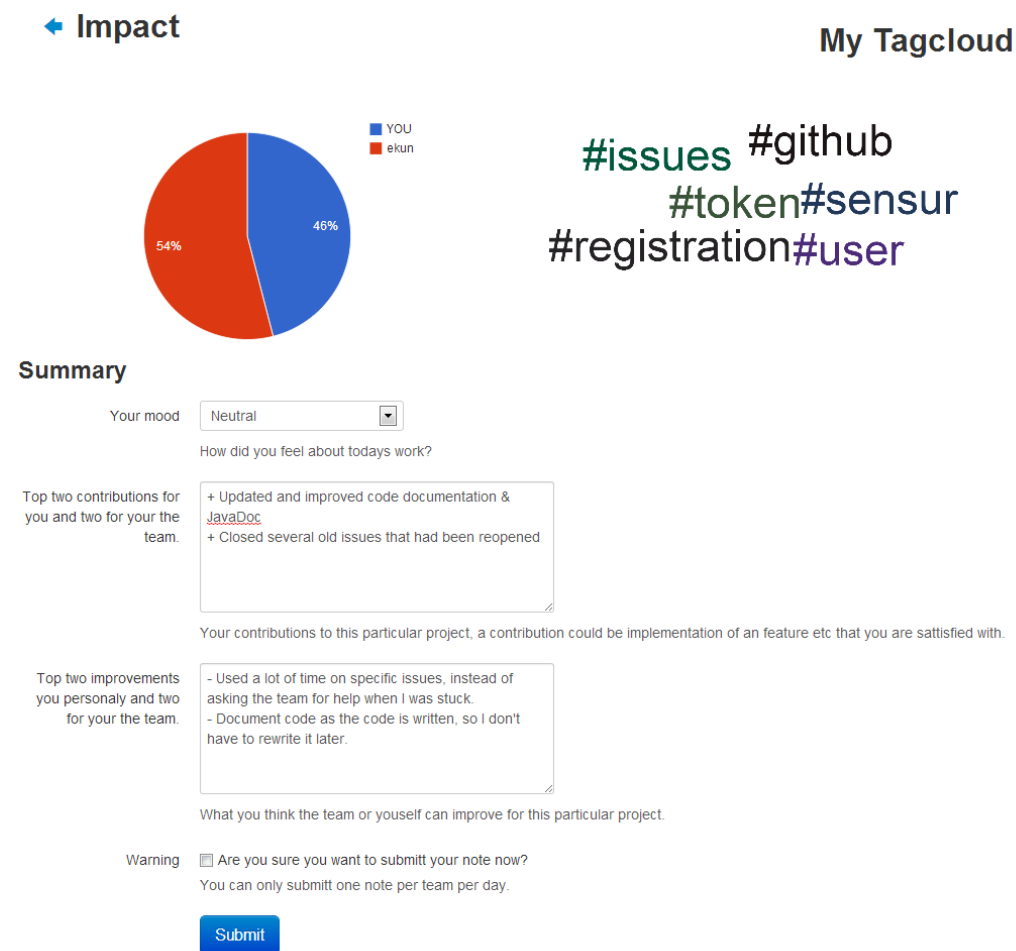 Impact
My Tagcloud
YOU
ekun
46%
54%
#issues
#github
#token
#sensur
#registration
#user
Summary
Your mood
Neutral
How did you feel about todays work?
Top two contributions for
you and two for your the
team.
+ Updated and improved code documentation &
JavaDoc
+ Closed several old issues that had been reopened
Your contributions to this particular project, a contribution could be implementation of an feature etc that you are sattisfied with.
Top two improvements
you personaly and two
for your the team.
- Used a lot of time on specific issues, instead of
asking the team for help when I was stuck.
- Document code as the code is written, so I don't
have to rewrite it later.
What you think the team or youself can improve for this particular project.
Warning
Are you sure you want to submitt your note now?
You can only submitt one note per team per day.
Submit